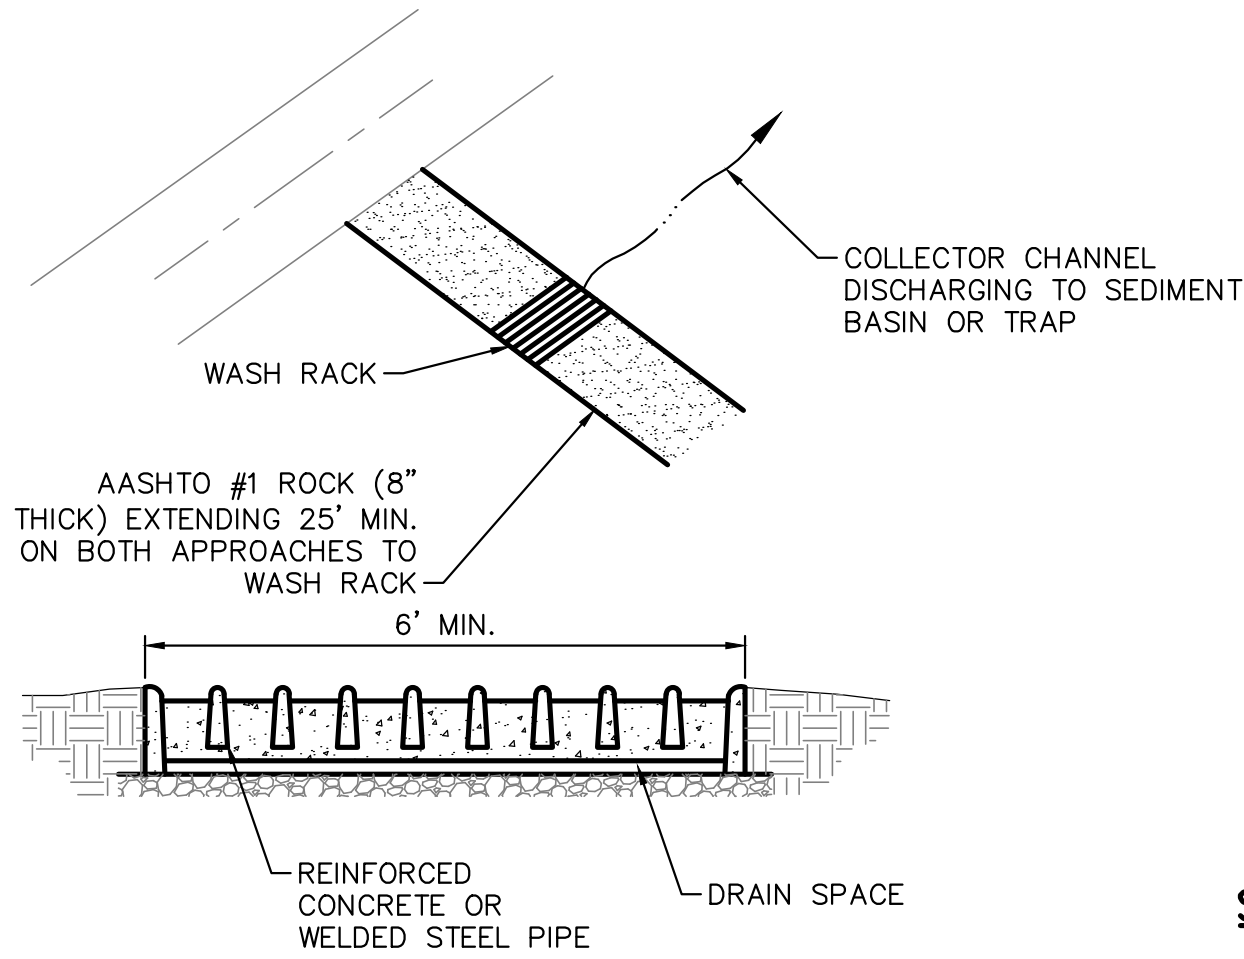 COLLECTOR CHANNEL
DISCHARGING TO SEDIMENT
BASIN OR TRAP
WASH RACK
AASHTO #1 ROCK (8”
THICK) EXTENDING 25’ MIN.
ON BOTH APPROACHES TO
WASH RACK
6’ MIN.
REINFORCED
CONCRETE OR
WELDED STEEL PIPE
DRAIN SPACE